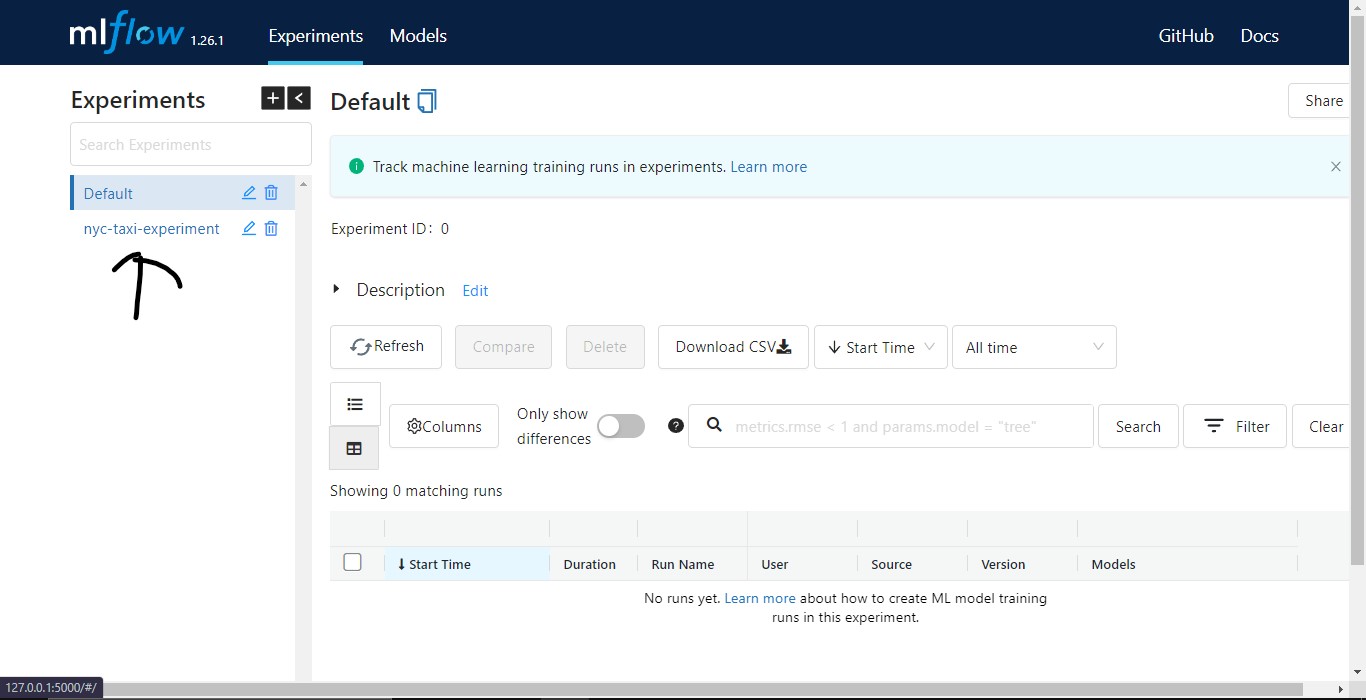 mlflow 1.26.1 Experiments Models GitHub Docs
Experiments
Search Experiments
Default
nyc-taxi-experiment
Default
Share
Track machine learning training runs in experiments. Learn more
Experiment ID: 0
Description Edit
Refresh Compare Delete Download CSV Start Time All time
Columns
Only show
differences
metrics.rmse < 1 and params.model = "tree"
Search Filter Clear
Showing 0 matching runs
Start Time Duration Run Name User Source Version Models
No runs yet. Learn more about how to create ML model training
runs in this experiment.
127.0.0.1:5000/#/